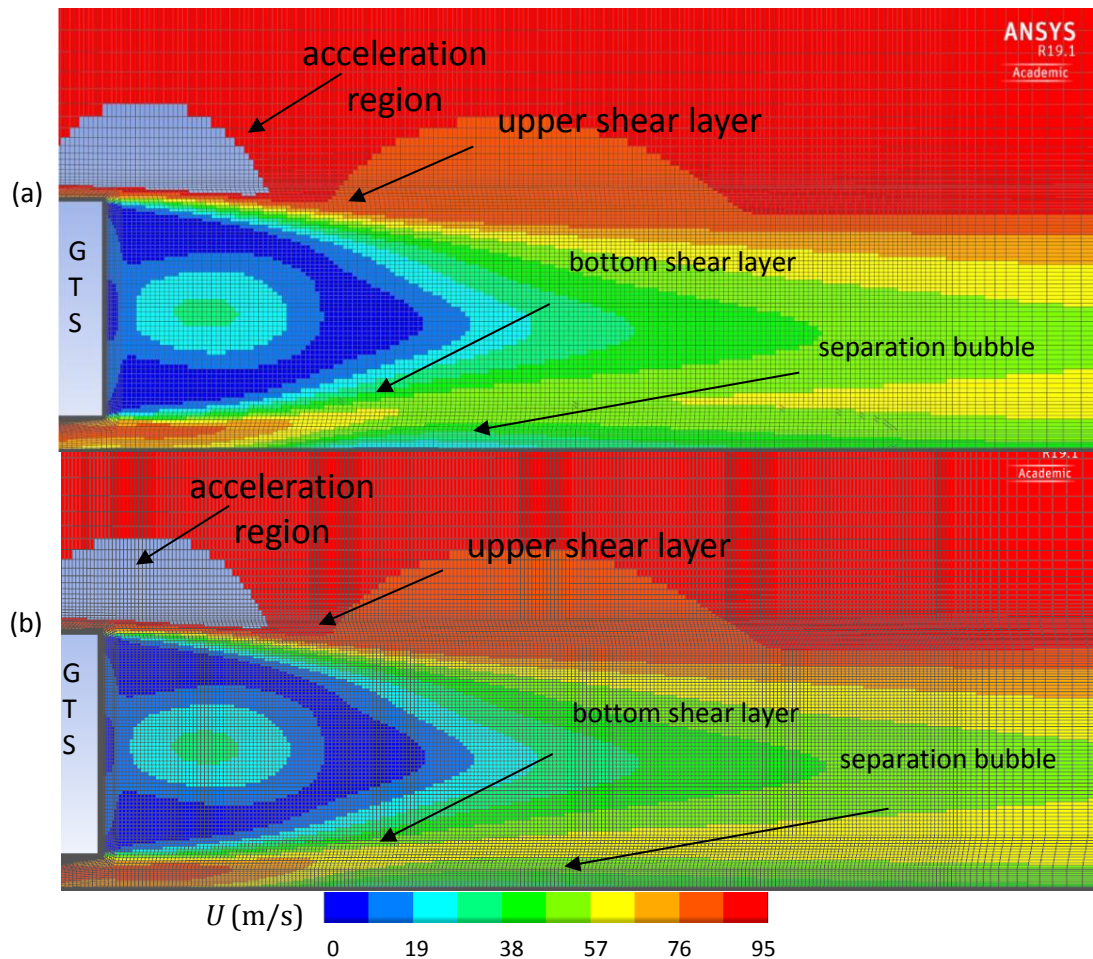 acceleration
region
ANSYS
R19.1
Academic
upper shear layer
(a)
G
T
S
bottom shear layer
separation bubble
R19.1
Academic
acceleration
region
upper shear layer
(b)
G
T
S
bottom shear layer
separation bubble
U (m/s)
0 19 38 57 76 95